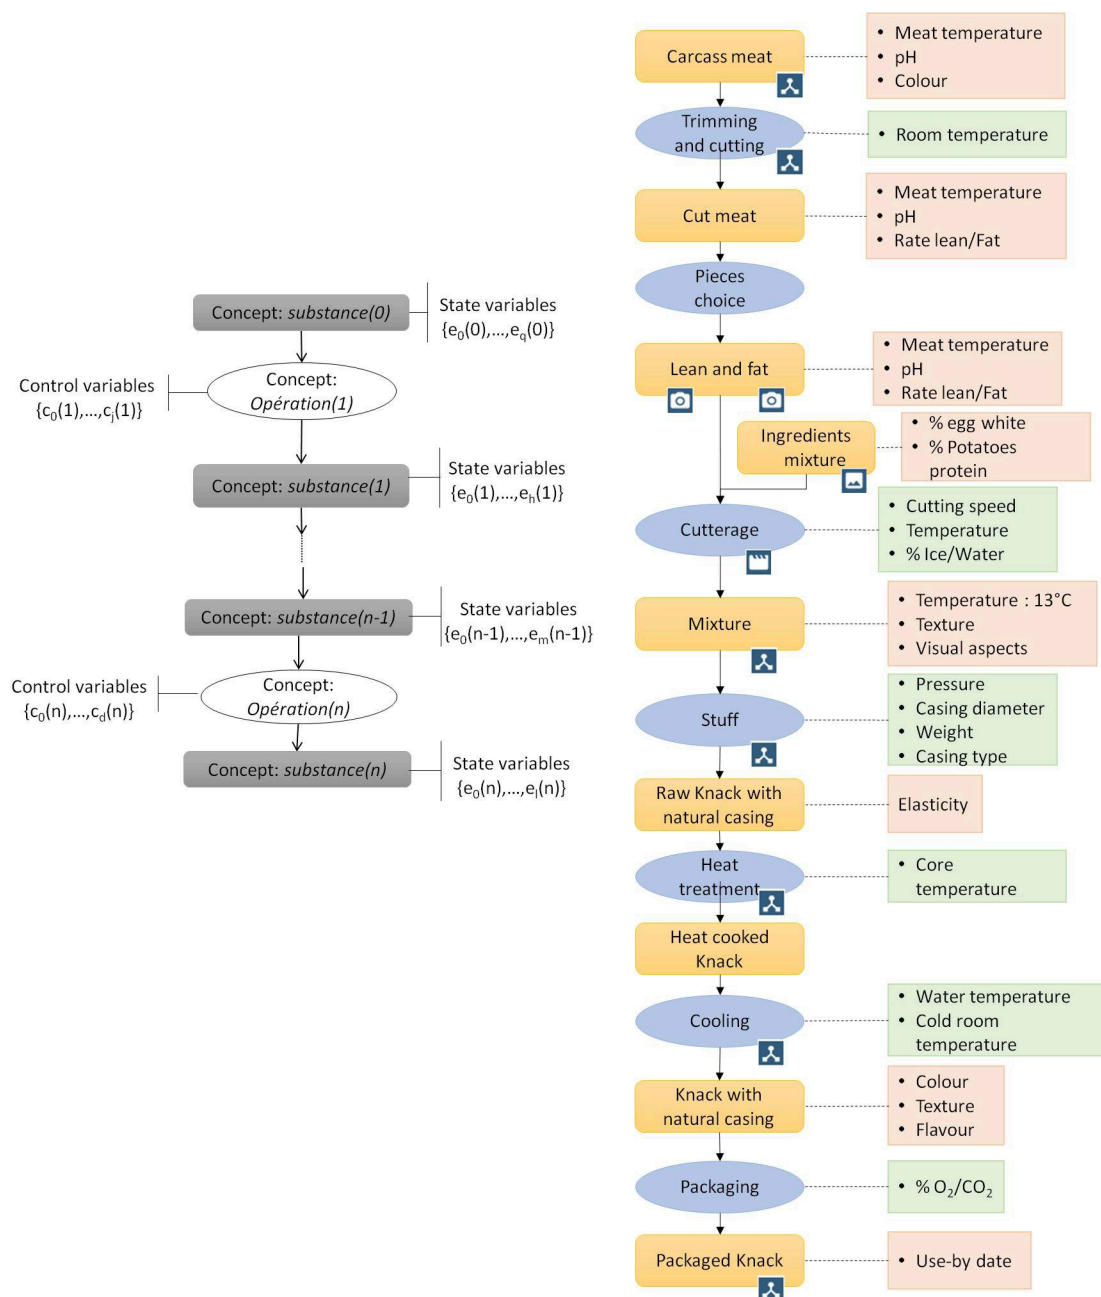 Concept: substance(0)
State variables
{e₀(0),...,e_q(0)}
Control variables
{c₀(1),...,c_j(1)}
Concept:
Opération(1)
Concept: substance(1)
State variables
{e₀(1),...,e_h(1)}
Concept: substance(n-1)
State variables
{e₀(n-1),...,e_m(n-1)}
Control variables
{c₀(n),...,c_d(n)}
Concept:
Opération(n)
Concept: substance(n)
State variables
{e₀(n),...,e_l(n)}
Carcass meat
• Meat temperature
• pH
• Colour
Trimming
and cutting
• Room temperature
Cut meat
• Meat temperature
• pH
• Rate lean/Fat
Pieces
choice
Lean and fat
• Meat temperature
• pH
• Rate lean/Fat
Ingredients
mixture
• % egg white
• % Potatoes
protein
Cutterage
• Cutting speed
• Temperature
• % Ice/Water
Mixture
• Temperature : 13°C
• Texture
• Visual aspects
Stuff
• Pressure
• Casing diameter
• Weight
• Casing type
Raw Knack with
natural casing
Elasticity
Heat
treatment
• Core
temperature
Heat cooked
Knack
Cooling
• Water temperature
• Cold room
temperature
Knack with
natural casing
• Colour
• Texture
• Flavour
Packaging
• % O₂/CO₂
Packaged Knack
• Use-by date